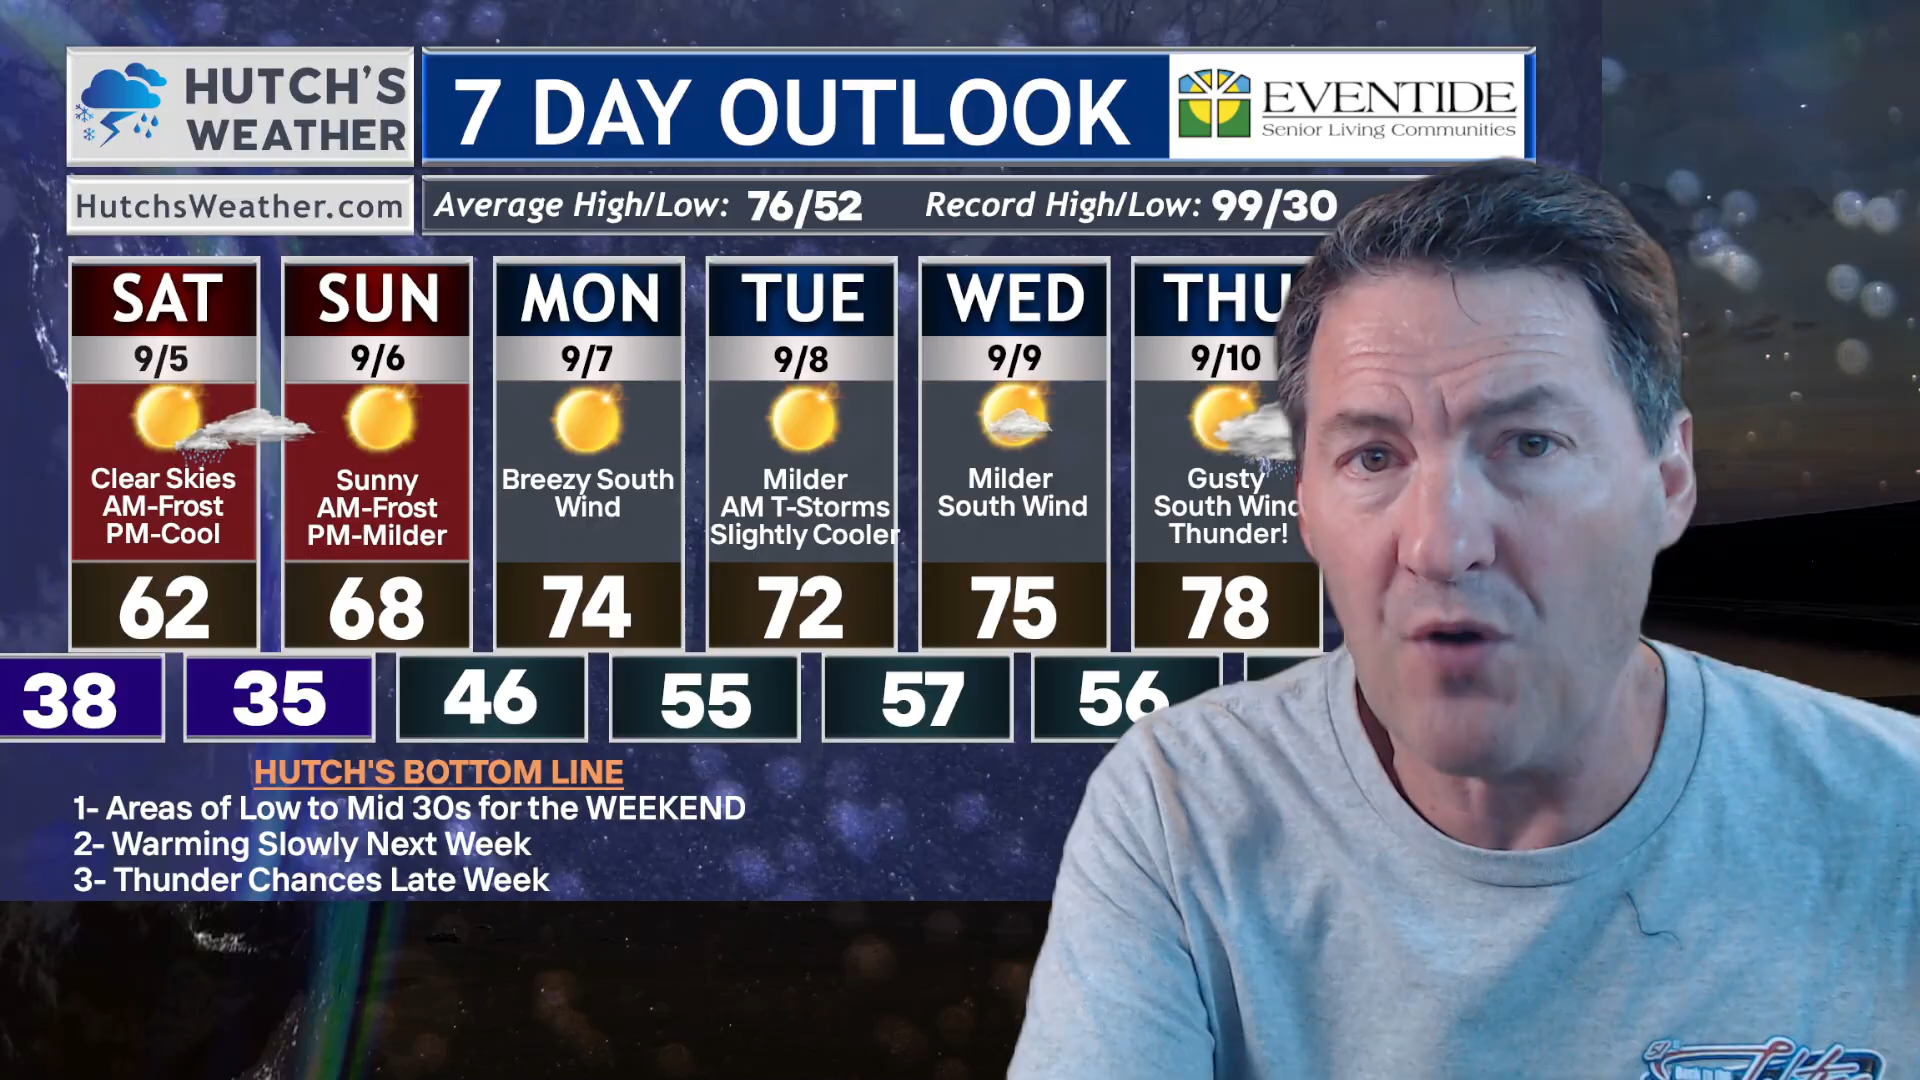 HUTCH'S
WEATHER
HutchsWeather.com
7 DAY OUTLOOK
EVENTIDE
Senior Living Communities
Average High/Low: 76/52 Record High/Low: 99/30
SAT SUN MON TUE WED THU
9/5 9/6 9/7 9/8 9/9 9/10
Clear Skies
AM-Frost
PM-Cool
Sunny
AM-Frost
PM-Milder
Breezy South
Wind
Milder
AM T-Storms
Slightly Cooler
Milder
South Wind
Gusty
South Wind
Thunder!
62 68 74 72 75 78
38 35 46 55 57 56
HUTCH'S BOTTOM LINE
1- Areas of Low to Mid 30s for the WEEKEND
2- Warming Slowly Next Week
3- Thunder Chances Late Week